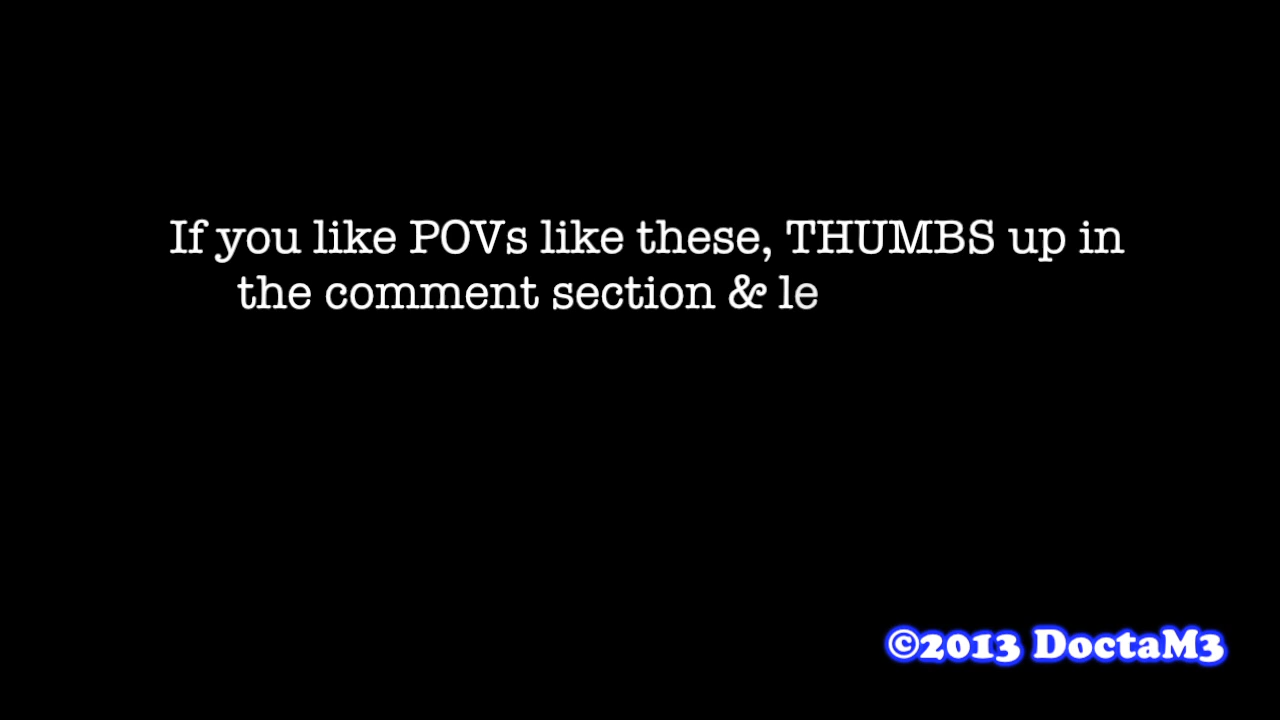 If you like POVs like these, THUMBS up in
the comment section & le
©2013 DoctaM3